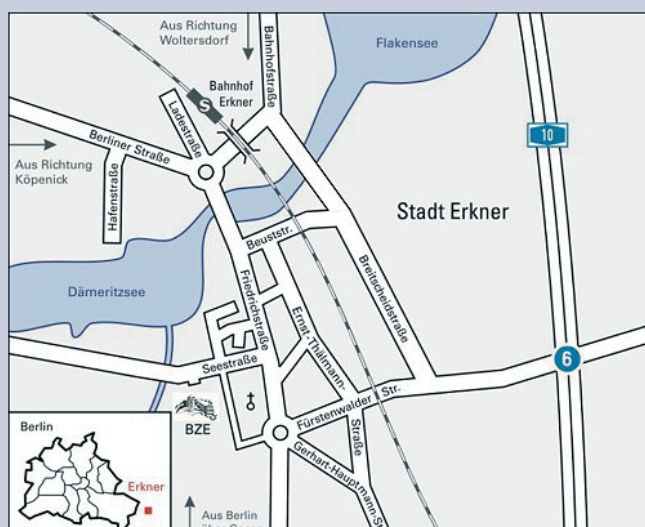 Aus Richtung
Woltersdorf
Bahnhofstraße
Flakensee
Bahnhof
Erkner
S
Ladestraße
10
Berliner Straße
Aus Richtung
Köpenick
Hafenstraße
Stadt Erkner
Beuststr.
Breitscheidstraße
Dämeritzsee
Friedrichstraße
Ernst-Thälmann-
Straße
Seestraße
6
Fürstenwalder Str.
BZE
Gerhart-Hauptmann-
Berlin
Erkner
Aus Berlin
über